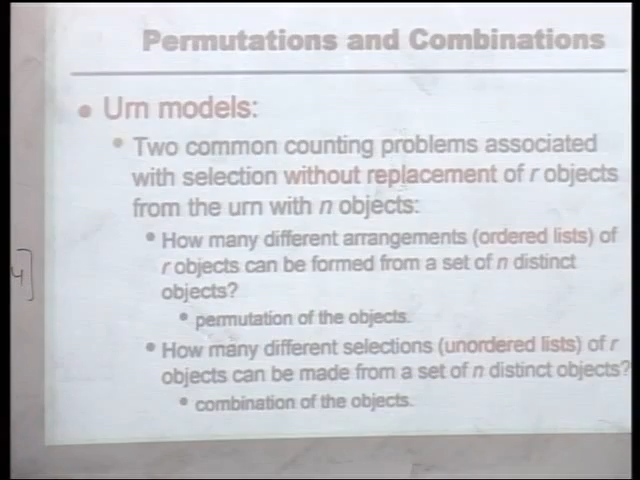 Permutations and Combinations
• Urn models:
• Two common counting problems associated
with selection without replacement of r objects
from the urn with n objects:
• How many different arrangements (ordered lists) of
r objects can be formed from a set of n distinct
objects?
• permutation of the objects.
• How many different selections (unordered lists) of r
objects can be made from a set of n distinct objects?
• combination of the objects.
4]